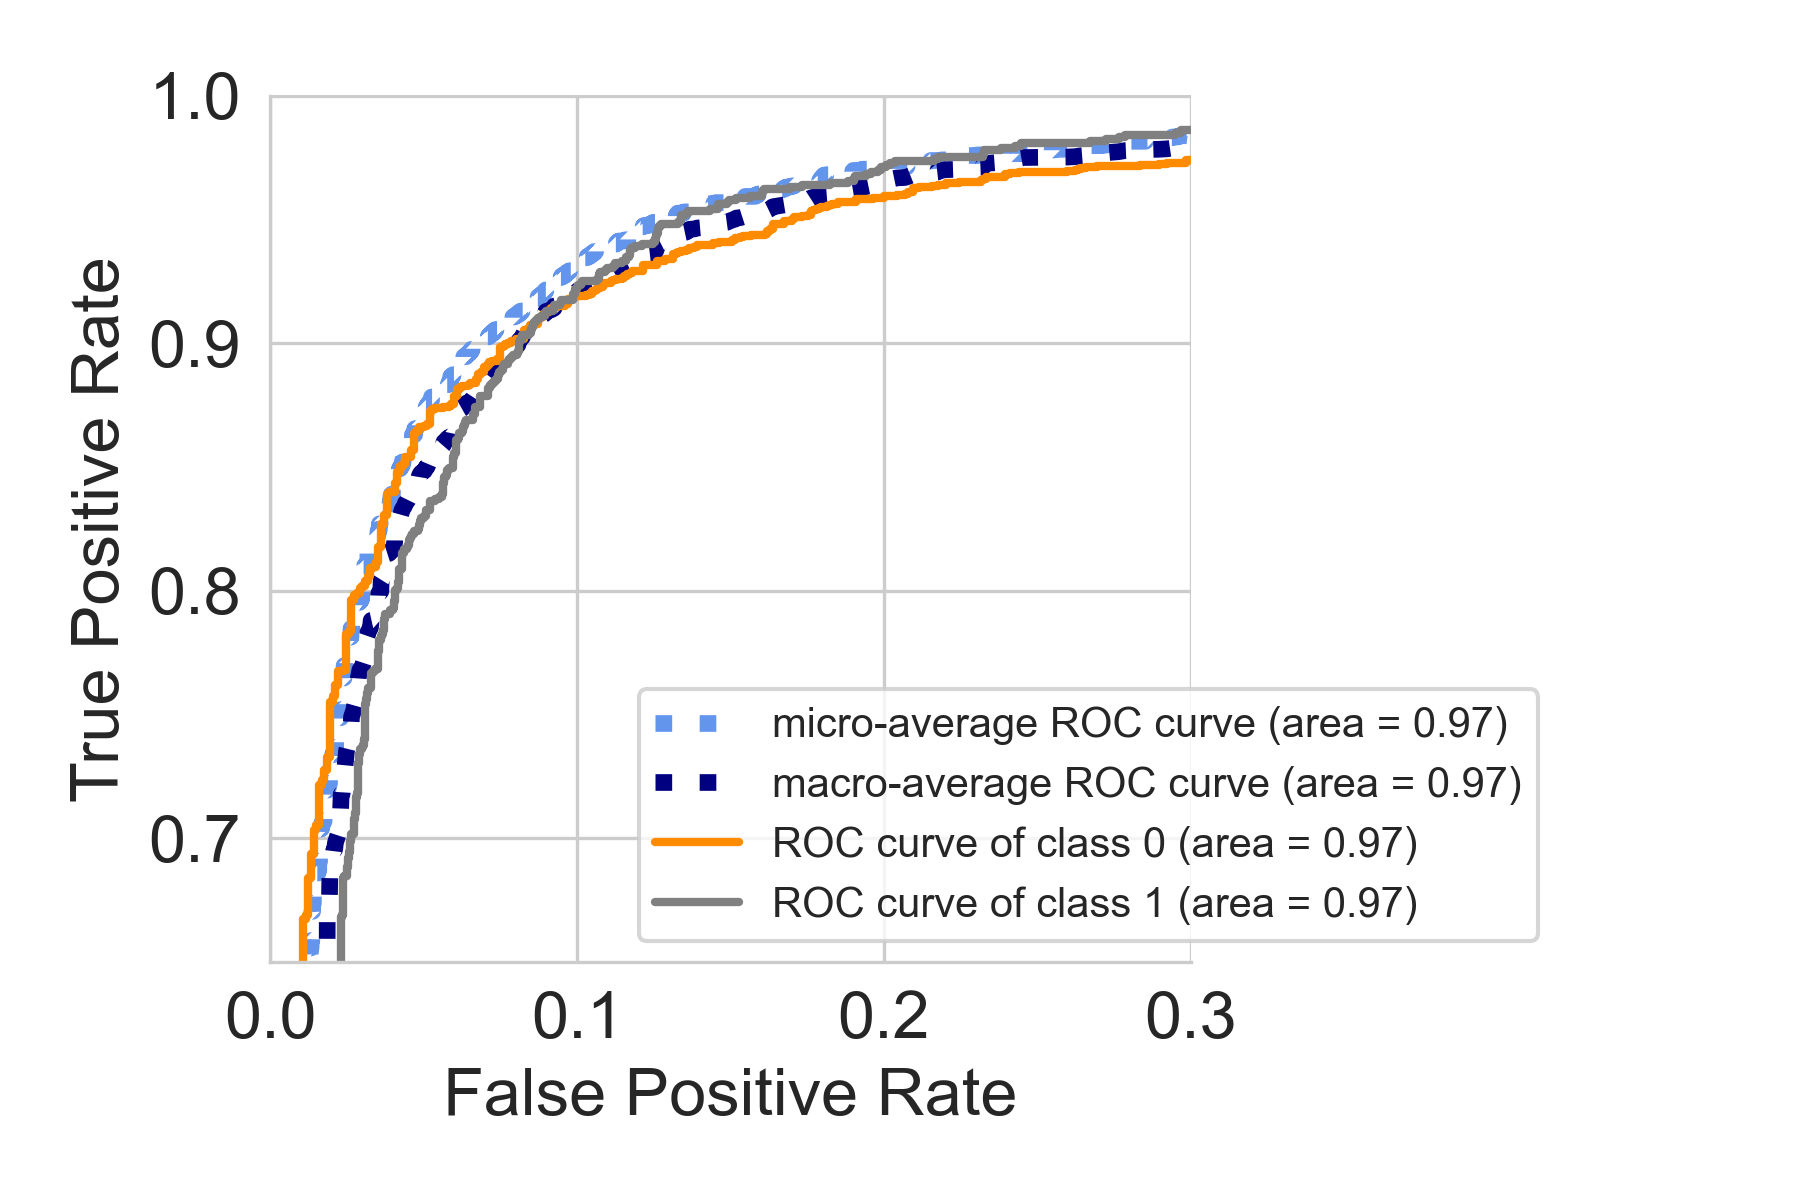 1.0
0.9
0.8
0.7
True Positive Rate
micro-average ROC curve (area = 0.97)
macro-average ROC curve (area = 0.97)
ROC curve of class 0 (area = 0.97)
ROC curve of class 1 (area = 0.97)
0.0 0.1 0.2 0.3
False Positive Rate